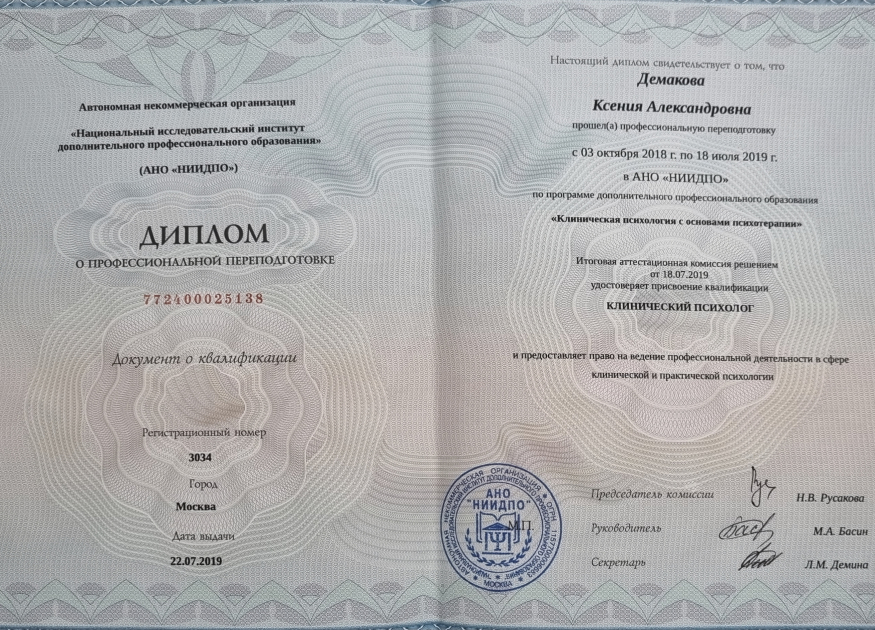 Автономная некоммерческая организация
«Национальный исследовательский институт
дополнительного профессионального образования»
(АНО «НИИДПО»)
ДИПЛОМ
О ПРОФЕССИОНАЛЬНОЙ ПЕРЕПОДГОТОВКЕ
772400025138
Документ о квалификации
Регистрационный номер
3034
Город
Москва
Дата выдачи
22.07.2019
Настоящий диплом свидетельствует о том, что
Демакова
Ксения Александровна
прошел(а) профессиональную переподготовку
с 03 октября 2018 г. по 18 июля 2019 г.
в АНО «НИИДПО»
по программе дополнительного профессионального образования
«Клиническая психология с основами психотерапии»
Итоговая аттестационная комиссия решением
от 18.07.2019
удостоверяет присвоение квалификации
КЛИНИЧЕСКИЙ ПСИХОЛОГ
и предоставляет право на ведение профессиональной деятельности в сфере
клинической и практической психологии
Председатель комиссии
Н.В. Русакова
Руководитель
М.А. Басин
Секретарь
Л.М. Демина
М.П.
АНО
"НИИДПО"
МОСКВА